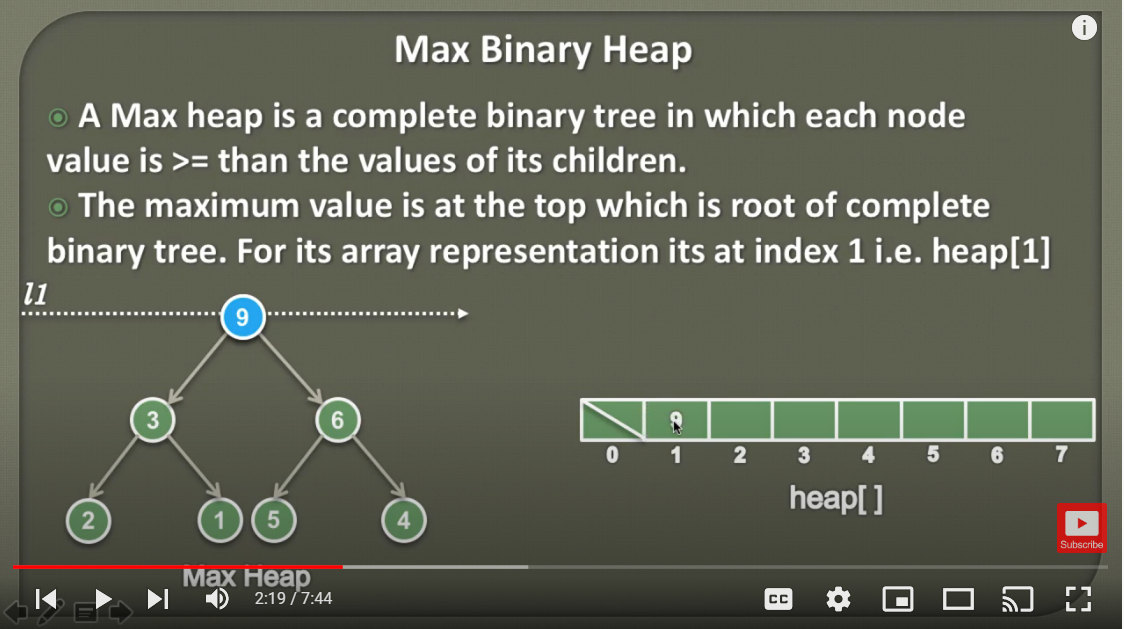 Max Binary Heap
A Max heap is a complete binary tree in which each node
value is >= than the values of its children.
The maximum value is at the top which is root of complete
binary tree. For its array representation its at index 1 i.e. heap[1]
l1
9
3 6
2 1 5 4
Max Heap
9
0 1 2 3 4 5 6 7
heap[ ]
Subscribe
2:19 / 7:44
CC
i